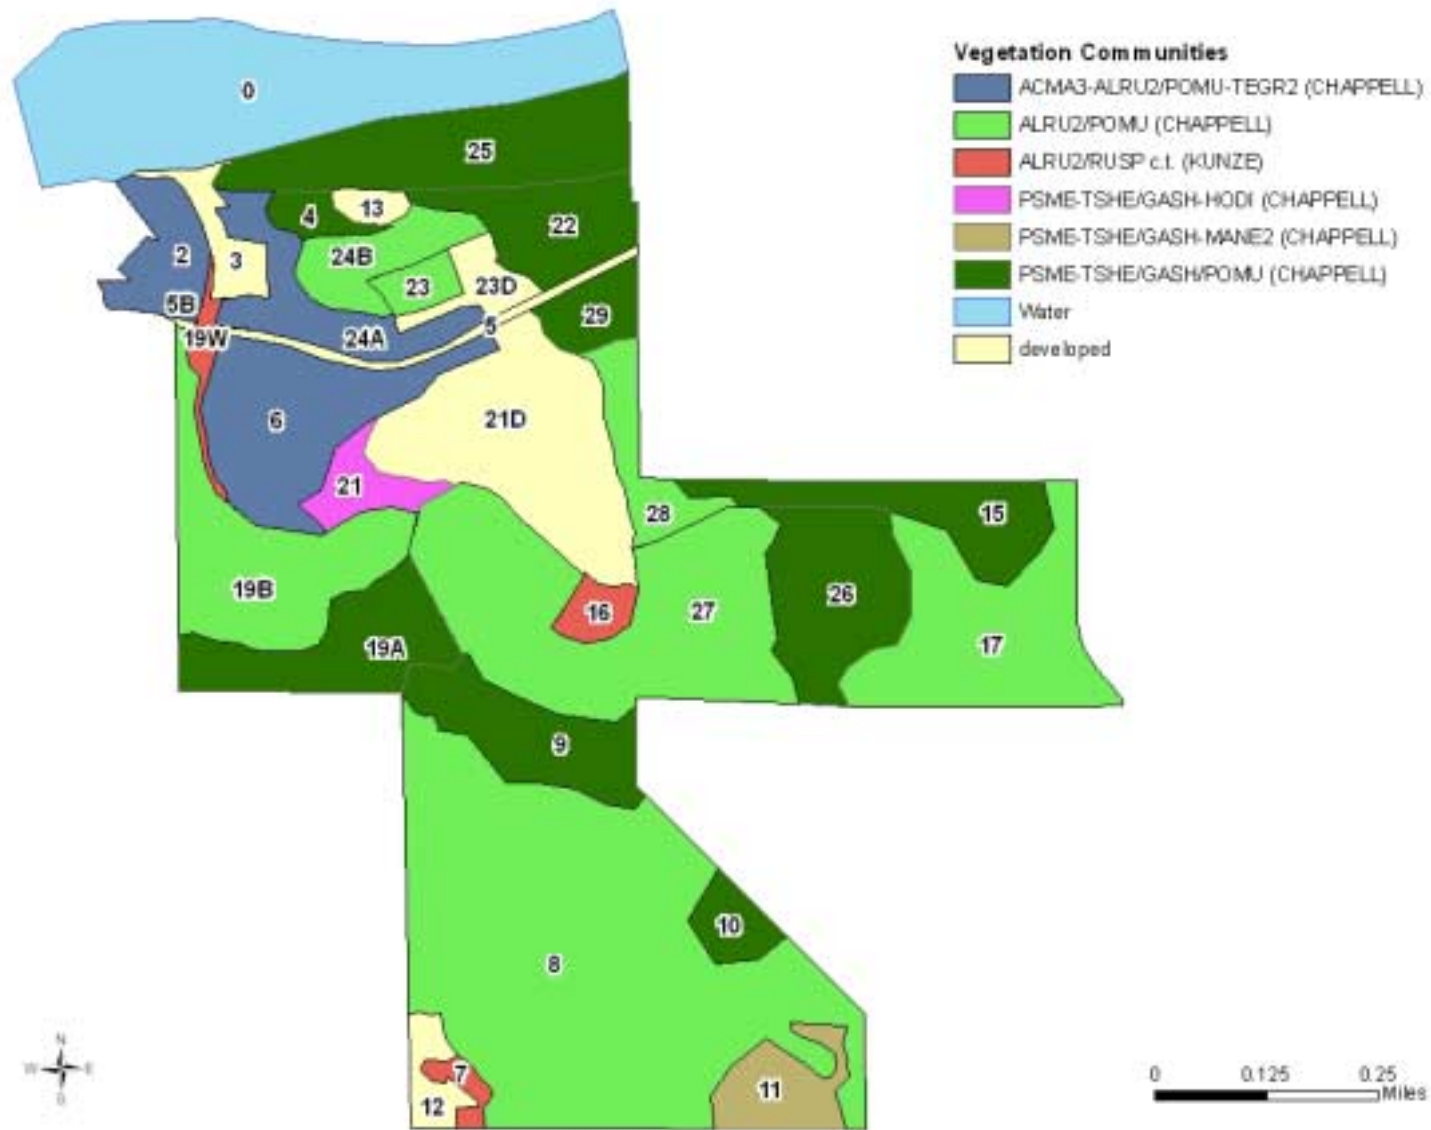 Vegetation Communities
ACMA3-ALRU2/POMU-TEGR2 (CHAPPELL)
ALRU2/POMU (CHAPPELL)
ALRU2/RUSP c.t. (KUNZE)
PSME-TSHE/GASH-HODI (CHAPPELL)
PSME-TSHE/GASH-MANE2 (CHAPPELL)
PSME-TSHE/GASH/POMU (CHAPPELL)
Water
developed
0
25
4
13
22
2
3
24B
23
23D
5B
5
29
19W
24A
6
21D
21
28
15
19B
16
27
26
17
19A
9
10
8
7
12
11
N
W E
S
0 0.125 0.25
Miles